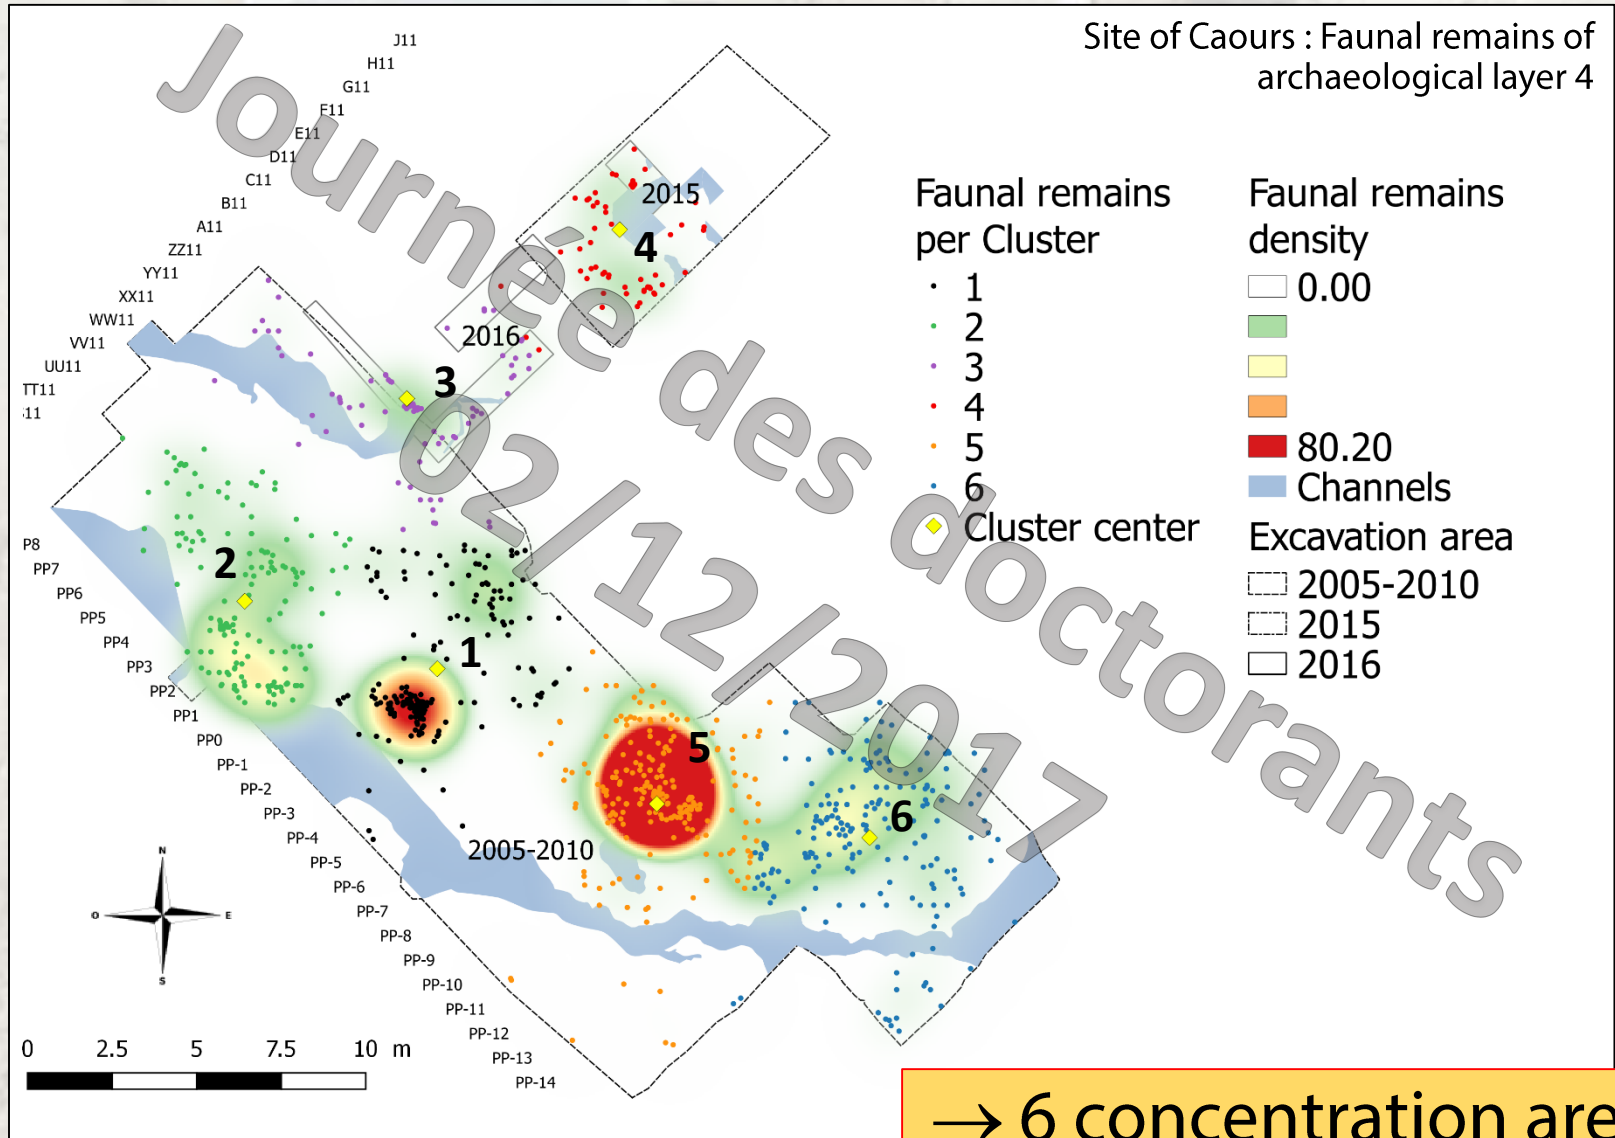 Site of Caours : Faunal remains of
archaeological layer 4
J11
H11
G11
F11
E11
D11
C11
B11
A11
ZZ11
YY11
XX11
WW11
VV11
UU11
TT11
11
Journée des doctorants
02/12/2017
2015
4
2016
3
2
1
5
6
2005-2010
Faunal remains
per Cluster
1
2
3
4
5
6
Cluster center
Faunal remains
density
0.00
80.20
Channels
Excavation area
2005-2010
2015
2016
P8
PP7
PP6
PP5
PP4
PP3
PP2
PP1
PP0
PP-1
PP-2
PP-3
PP-4
PP-5
PP-6
PP-7
PP-8
PP-9
PP-10
PP-11
PP-12
PP-13
PP-14
N
O
E
S
0 2.5 5 7.5 10 m
→ 6 concentration are